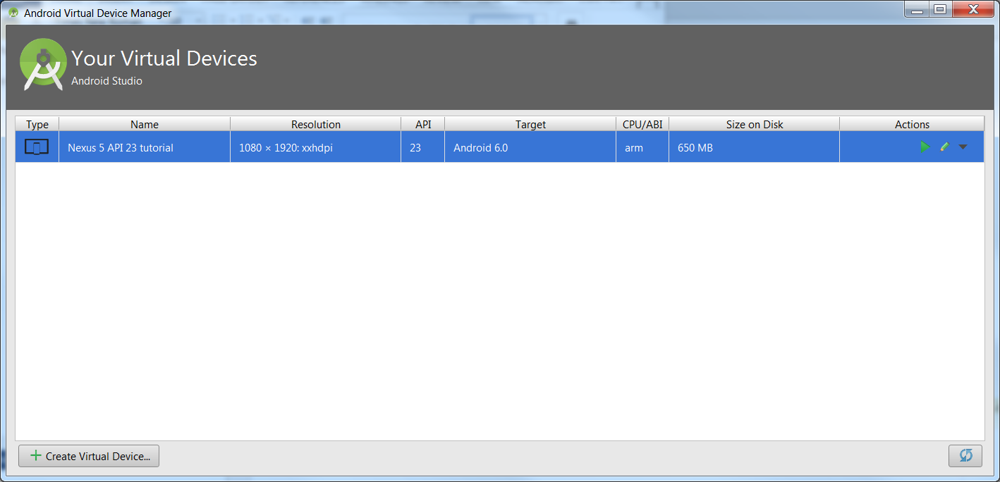 Android Virtual Device Manager
Your Virtual Devices
Android Studio
Type Name Resolution API Target CPU/ABI Size on Disk Actions
Nexus 5 API 23 tutorial 1080 × 1920: xxhdpi 23 Android 6.0 arm 650 MB
Create Virtual Device...